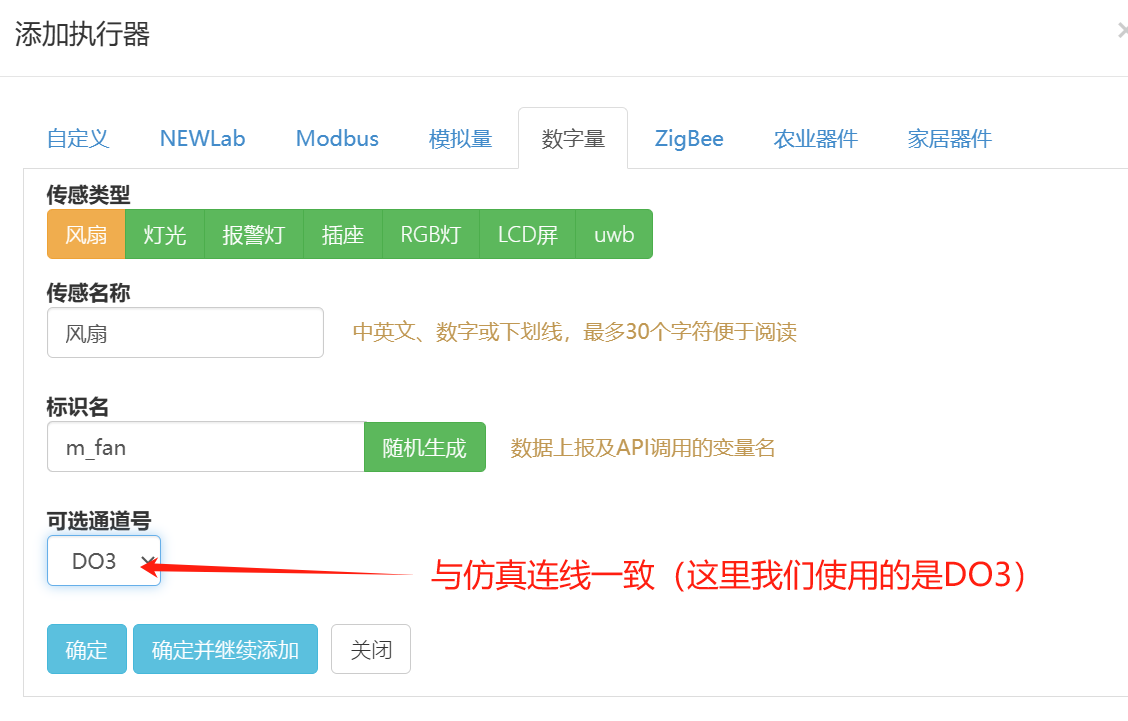 添加执行器
×
自定义 NEWLab Modbus 模拟量 数字量 ZigBee 农业器件 家居器件
传感类型
风扇 灯光 报警灯 插座 RGB灯 LCD屏 uwb
传感名称
风扇 中英文、数字或下划线，最多30个字符便于阅读
标识名
m_fan 随机生成 数据上报及API调用的变量名
可选通道号
DO3 与仿真连线一致（这里我们使用的是DO3）
确定 确定并继续添加 关闭